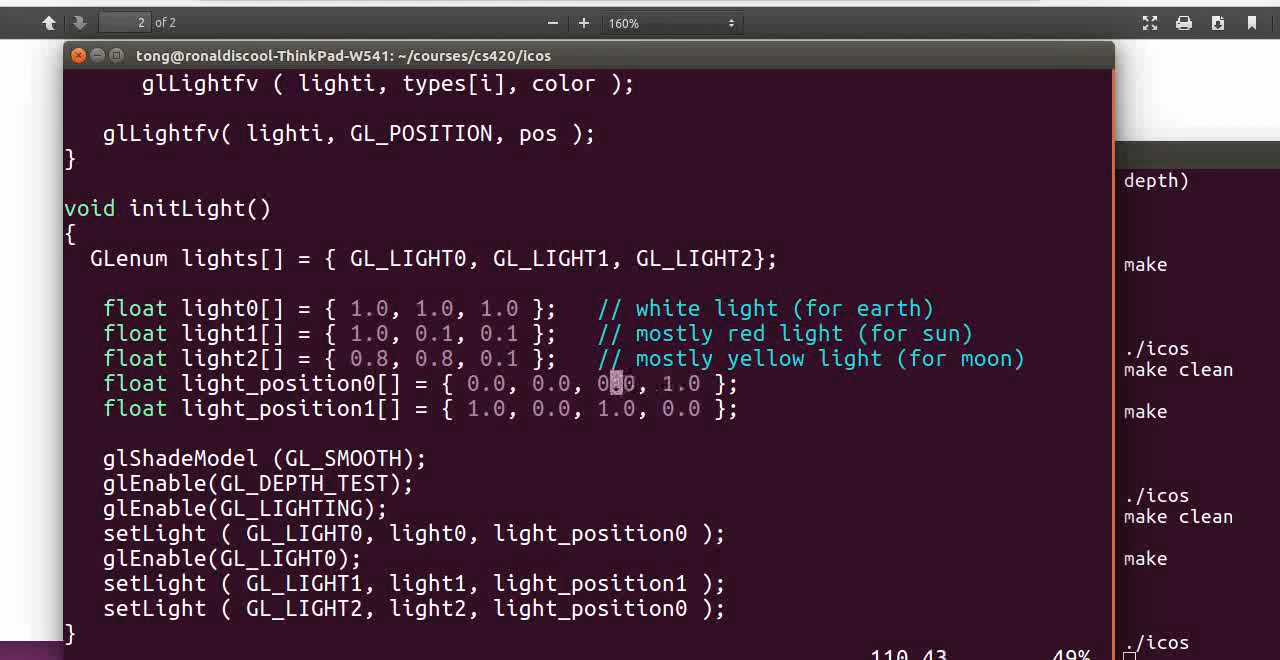 2 of 2
160%
tong@ronaldiscool-ThinkPad-W541: ~/courses/cs420/icos
glLightfv ( lighti, types[i], color );
glLightfv( lighti, GL_POSITION, pos );
}
void initLight()
{
GLenum lights[] = { GL_LIGHT0, GL_LIGHT1, GL_LIGHT2};
float light0[] = { 1.0, 1.0, 1.0 }; // white light (for earth)
float light1[] = { 1.0, 0.1, 0.1 }; // mostly red light (for sun)
float light2[] = { 0.8, 0.8, 0.1 }; // mostly yellow light (for moon)
float light_position0[] = { 0.0, 0.0, 0.0, 1.0 };
float light_position1[] = { 1.0, 0.0, 1.0, 0.0 };
glShadeModel (GL_SMOOTH);
glEnable(GL_DEPTH_TEST);
glEnable(GL_LIGHTING);
setLight ( GL_LIGHT0, light0, light_position0 );
glEnable(GL_LIGHT0);
setLight ( GL_LIGHT1, light1, light_position1 );
setLight ( GL_LIGHT2, light2, light_position0 );
}
110,43 49%
depth)
make
./icos
make clean
make
./icos
make clean
make
./icos